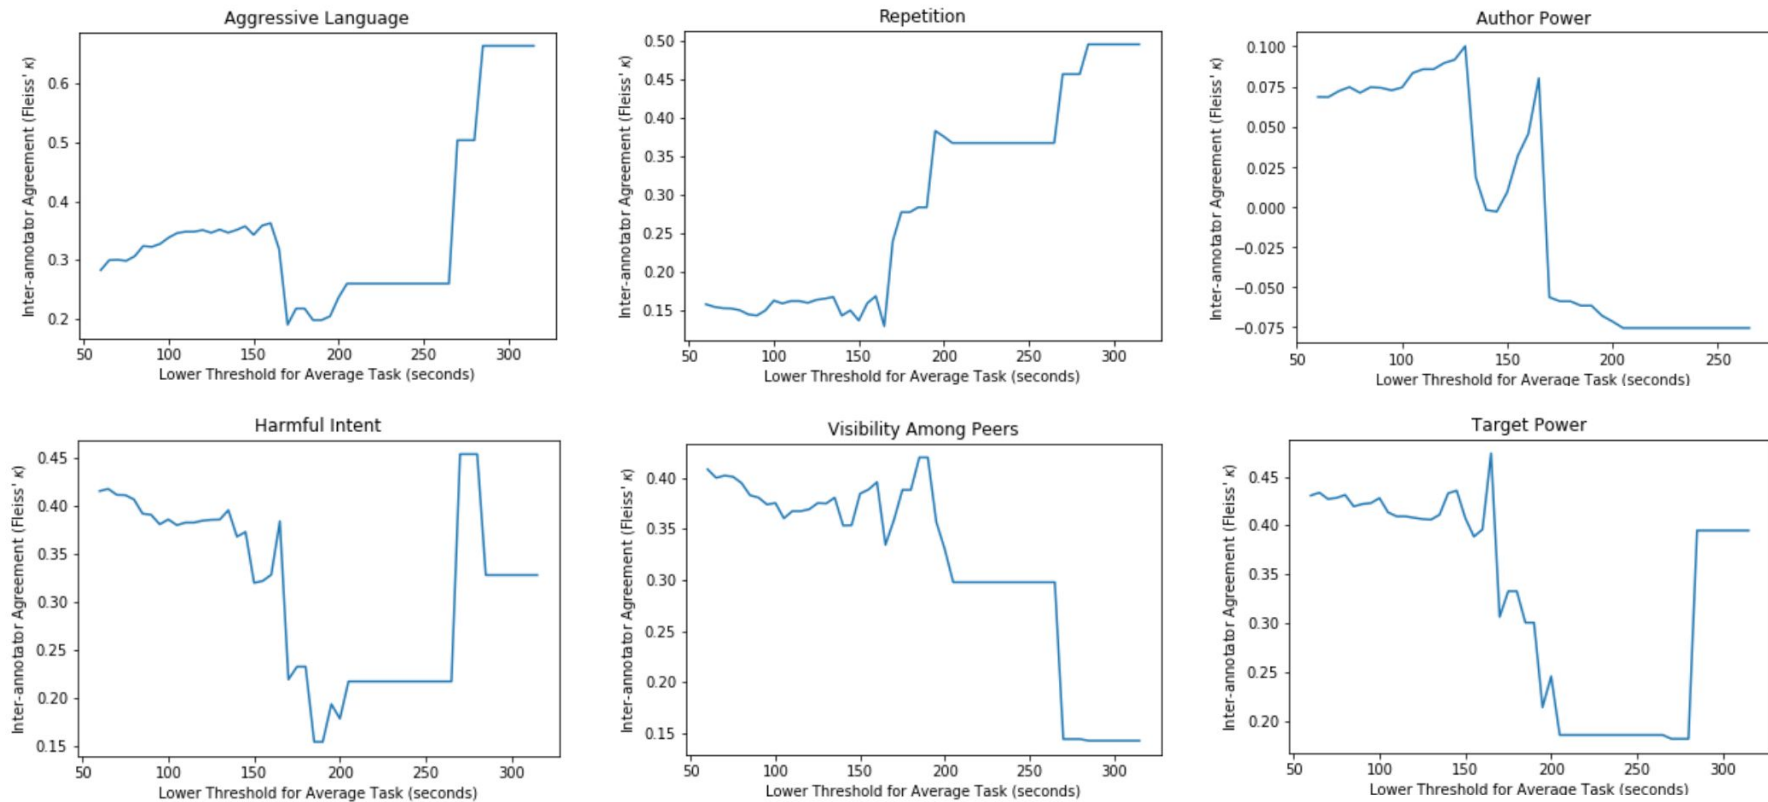 Aggressive Language
Inter-annotator Agreement (Fleiss' κ)
0.6
0.5
0.4
0.3
0.2
50 100 150 200 250 300
Lower Threshold for Average Task (seconds)
Repetition
Inter-annotator Agreement (Fleiss' κ)
0.50
0.45
0.40
0.35
0.30
0.25
0.20
0.15
50 100 150 200 250 300
Lower Threshold for Average Task (seconds)
Author Power
Inter-annotator Agreement (Fleiss' κ)
0.100
0.075
0.050
0.025
0.000
−0.025
−0.050
−0.075
50 100 150 200 250
Lower Threshold for Average Task (seconds)
Harmful Intent
Inter-annotator Agreement (Fleiss' κ)
0.45
0.40
0.35
0.30
0.25
0.20
0.15
50 100 150 200 250 300
Lower Threshold for Average Task (seconds)
Visibility Among Peers
Inter-annotator Agreement (Fleiss' κ)
0.40
0.35
0.30
0.25
0.20
0.15
50 100 150 200 250 300
Lower Threshold for Average Task (seconds)
Target Power
Inter-annotator Agreement (Fleiss' κ)
0.45
0.40
0.35
0.30
0.25
0.20
50 100 150 200 250 300
Lower Threshold for Average Task (seconds)